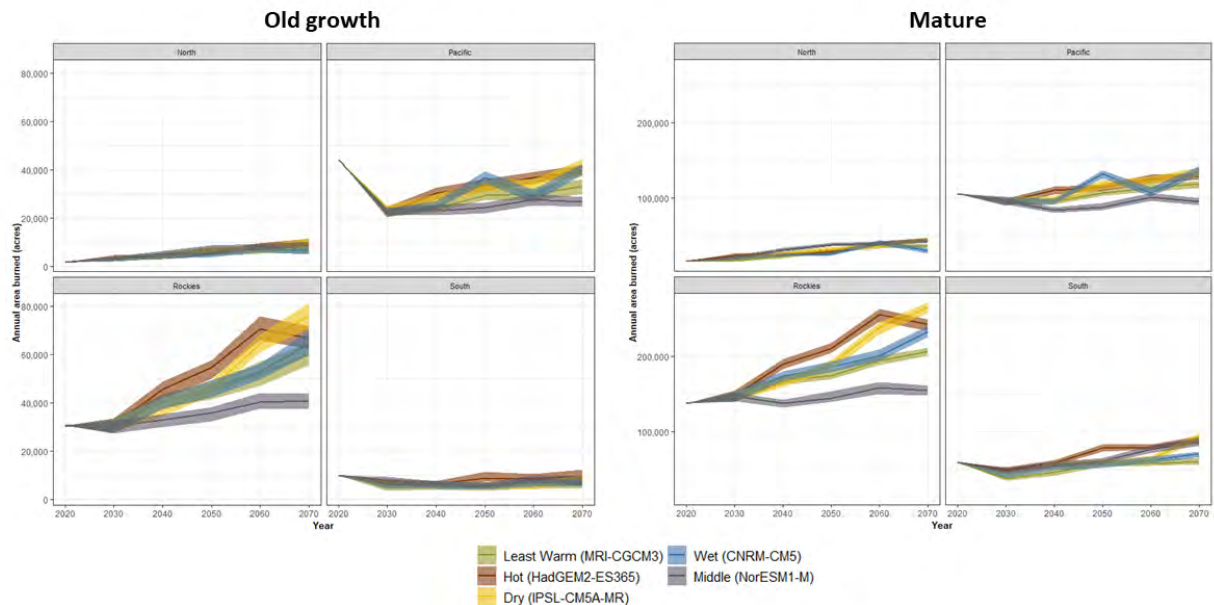 Old growth
Mature
North
Pacific
North
Pacific
80,000
60,000
40,000
20,000
0
200,000
100,000
Annual area burned (acres)
Annual area burned (acres)
Rockies
South
Rockies
South
80,000
60,000
40,000
20,000
0
200,000
100,000
2020 2030 2040 2050 2060 2070 2020 2030 2040 2050 2060 2070
2020 2030 2040 2050 2060 2070 2020 2030 2040 2050 2060 2070
Year
Year
Least Warm (MRI-CGCM3)
Wet (CNRM-CM5)
Hot (HadGEM2-ES365)
Middle (NorESM1-M)
Dry (IPSL-CM5A-MR)